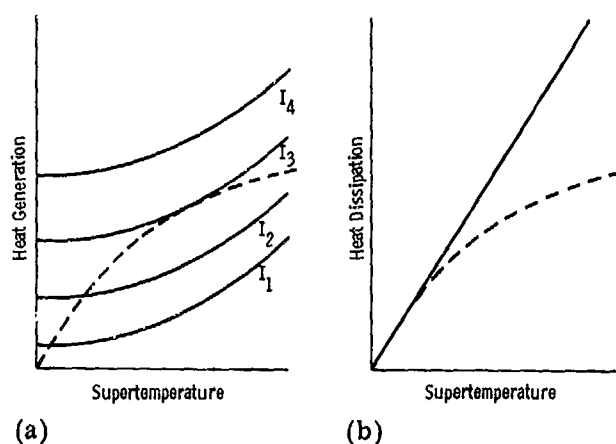 Heat Generation
I4
I3
I2
I1
Supertemperature
(a)
Heat Dissipation
Supertemperature
(b)